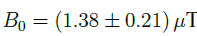 B₀ = (1.38 ± 0.21) μT